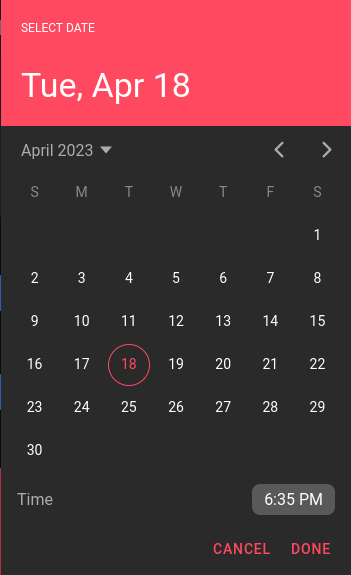 SELECT DATE
Tue, Apr 18
April 2023
S M T W T F S
1
2 3 4 5 6 7 8
9 10 11 12 13 14 15
16 17 18 19 20 21 22
23 24 25 26 27 28 29
30
Time 6:35 PM
CANCEL DONE